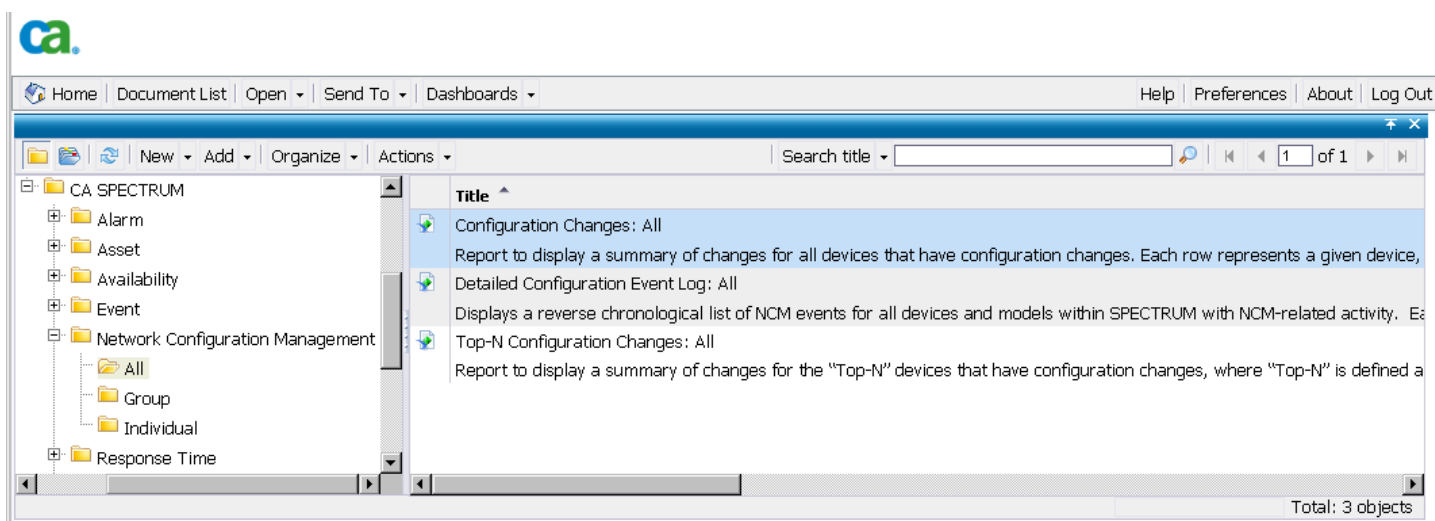 ca.
Home Document List Open Send To Dashboards Help Preferences About Log Out
New Add Organize Actions Search title 1 of 1
CA SPECTRUM
Alarm
Asset
Availability
Event
Network Configuration Management
All
Group
Individual
Response Time
Title
Configuration Changes: All
Report to display a summary of changes for all devices that have configuration changes. Each row represents a given device,
Detailed Configuration Event Log: All
Displays a reverse chronological list of NCM events for all devices and models within SPECTRUM with NCM-related activity. Ea
Top-N Configuration Changes: All
Report to display a summary of changes for the "Top-N" devices that have configuration changes, where "Top-N" is defined a
Total: 3 objects